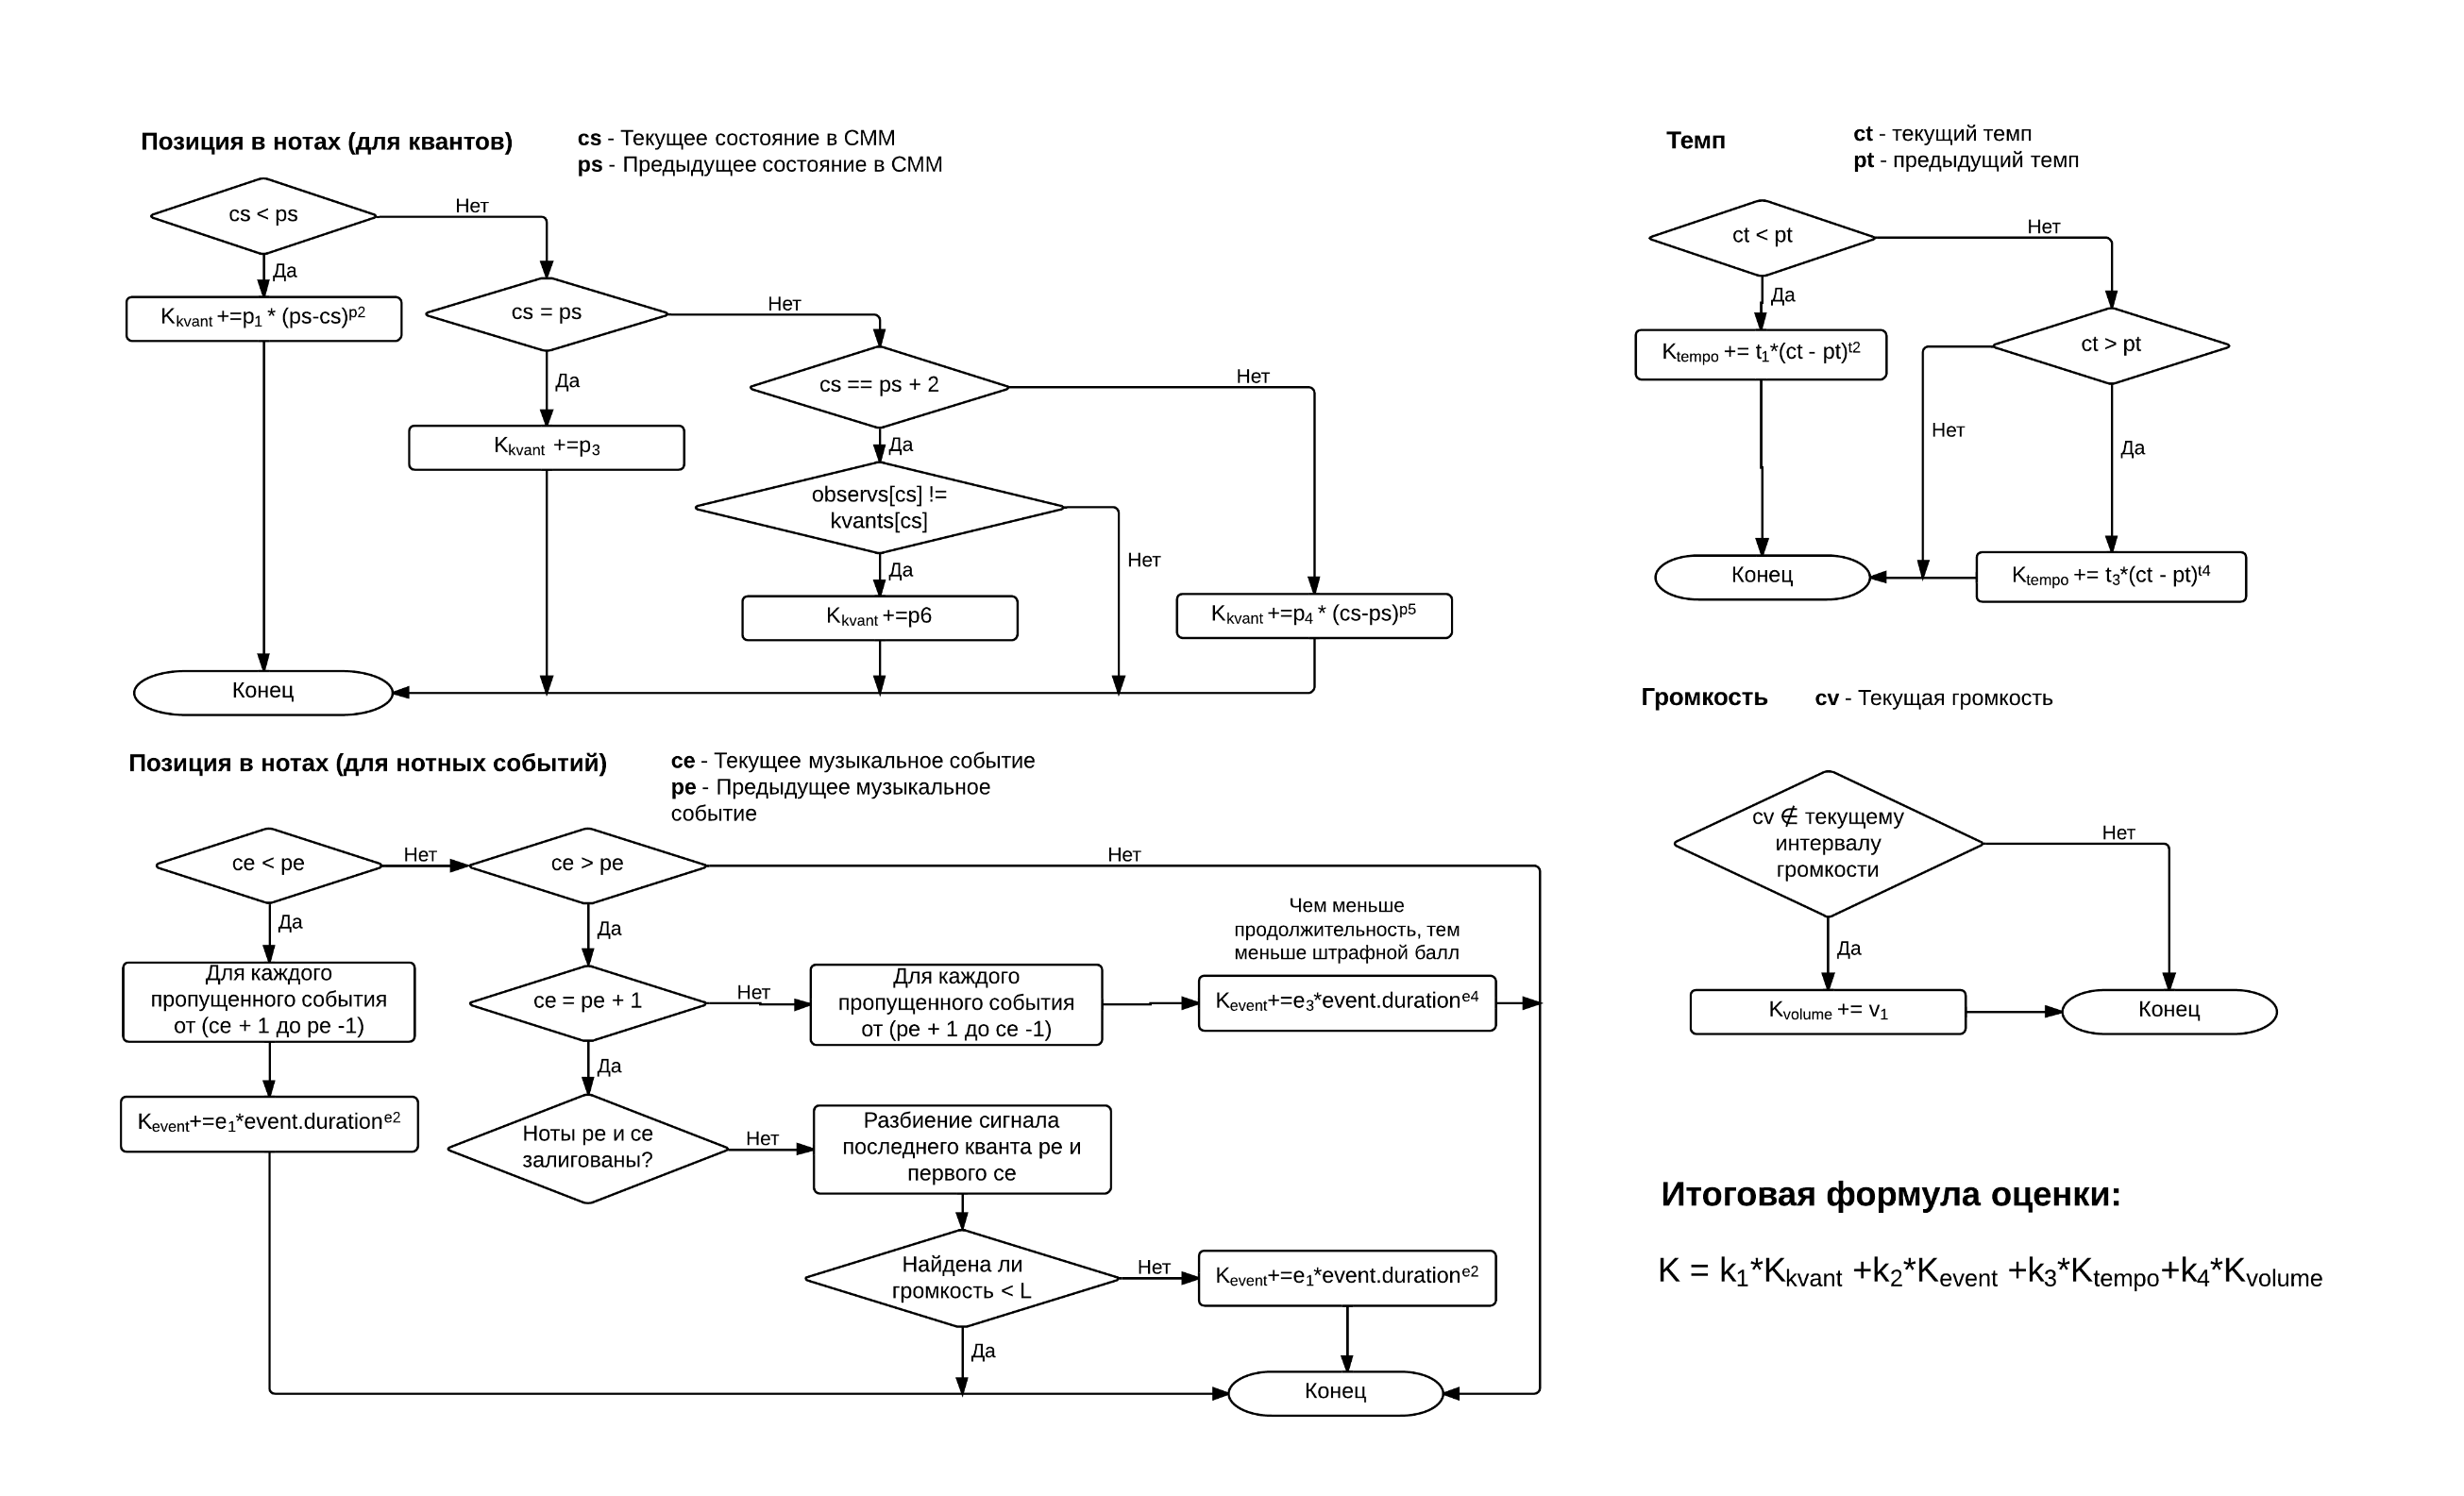 Позиция в нотах (для квантов)
cs - Текущее состояние в СММ
ps - Предыдущее состояние в СММ
cs < ps
Нет
Да
Kkvant +=p1 * (ps-cs)p2
cs = ps
Нет
Да
Kkvant +=p3
cs == ps + 2
Нет
Да
observs[cs] !=
kvants[cs]
Нет
Да
Kkvant +=p6
Kkvant +=p4 * (cs-ps)p5
Конец
Темп
ct - текущий темп
pt - предыдущий темп
ct < pt
Нет
Да
Ktempo += t1*(ct - pt)t2
ct > pt
Нет
Да
Ktempo += t3*(ct - pt)t4
Конец
Громкость
cv - Текущая громкость
cv ∉ текущему
интервалу
громкости
Нет
Да
Kvolume += v1
Конец
Позиция в нотах (для нотных событий)
ce - Текущее музыкальное событие
pe - Предыдущее музыкальное
событие
ce < pe
Нет
Да
Для каждого
пропущенного события
от (ce + 1 до pe -1)
Kevent+=e1*event.duratione2
ce > pe
Нет
Да
ce = pe + 1
Нет
Да
Для каждого
пропущенного события
от (pe + 1 до ce -1)
Чем меньше
продолжительность, тем
меньше штрафной балл
Kevent+=e3*event.duratione4
Ноты pe и ce
залигованы?
Нет
Разбиение сигнала
последнего кванта pe и
первого ce
Найдена ли
громкость < L
Нет
Да
Kevent+=e1*event.duratione2
Конец
Итоговая формула оценки:
K = k1*Kkvant +k2*Kevent +k3*Ktempo+k4*Kvolume